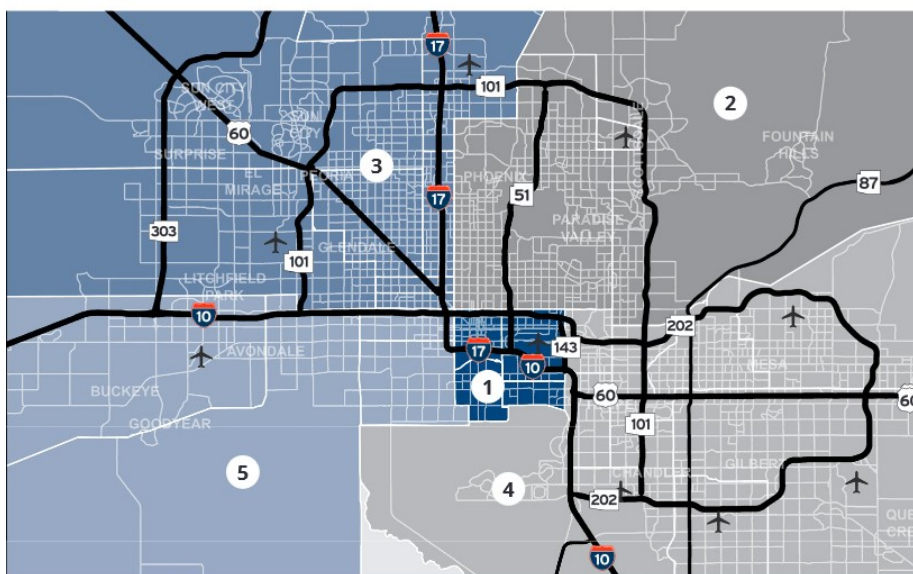 17
101
2
SUN CITY
WEST
60
SUN
CITY
FOUNTAIN
HILLS
SURPRISE
3
EL
MIRAGE
PEORIA
PHOENIX
87
17
51
PARADISE
VALLEY
303
101
GLENDALE
LITCHFIELD
PARK
10
202
143
AVONDALE
17
10
MESA
1
BUCKEYE
60
60
GOODYEAR
101
5
4
CHANDLER
GILBERT
202
QUE
CRE
10